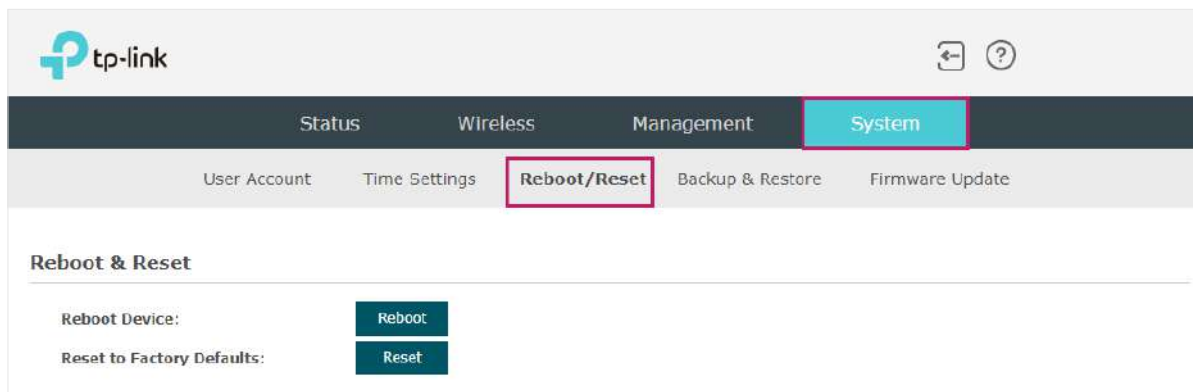 tp-link
Status Wireless Management System
User Account Time Settings Reboot/Reset Backup & Restore Firmware Update
Reboot & Reset
Reboot Device: Reboot
Reset to Factory Defaults: Reset